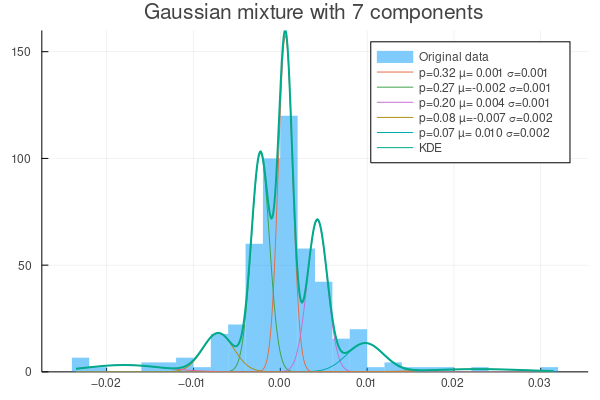 Gaussian mixture with 7 components
150
100
50
0
Original data
p=0.32 μ= 0.001 σ=0.001
p=0.27 μ=-0.002 σ=0.001
p=0.20 μ= 0.004 σ=0.001
p=0.08 μ=-0.007 σ=0.002
p=0.07 μ= 0.010 σ=0.002
KDE
−0.02 −0.01 0.00 0.01 0.02 0.03